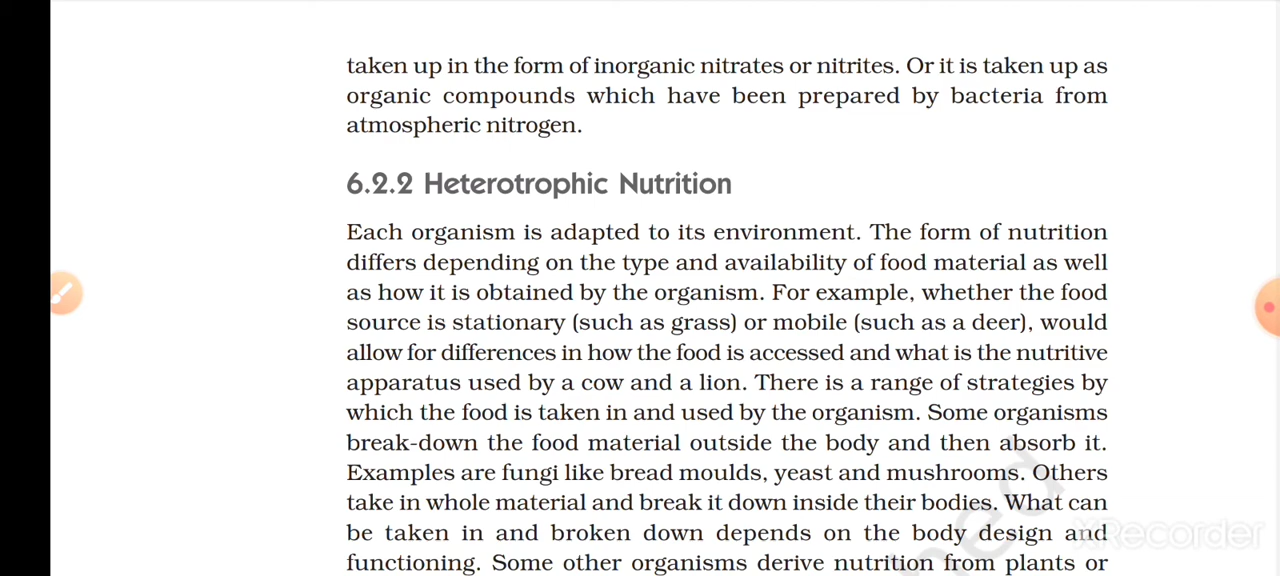 taken up in the form of inorganic nitrates or nitrites. Or it is taken up as
organic compounds which have been prepared by bacteria from
atmospheric nitrogen.
6.2.2 Heterotrophic Nutrition
Each organism is adapted to its environment. The form of nutrition
differs depending on the type and availability of food material as well
as how it is obtained by the organism. For example, whether the food
source is stationary (such as grass) or mobile (such as a deer), would
allow for differences in how the food is accessed and what is the nutritive
apparatus used by a cow and a lion. There is a range of strategies by
which the food is taken in and used by the organism. Some organisms
break-down the food material outside the body and then absorb it.
Examples are fungi like bread moulds, yeast and mushrooms. Others
take in whole material and break it down inside their bodies. What can
be taken in and broken down depends on the body design and
functioning. Some other organisms derive nutrition from plants or
XRecorder